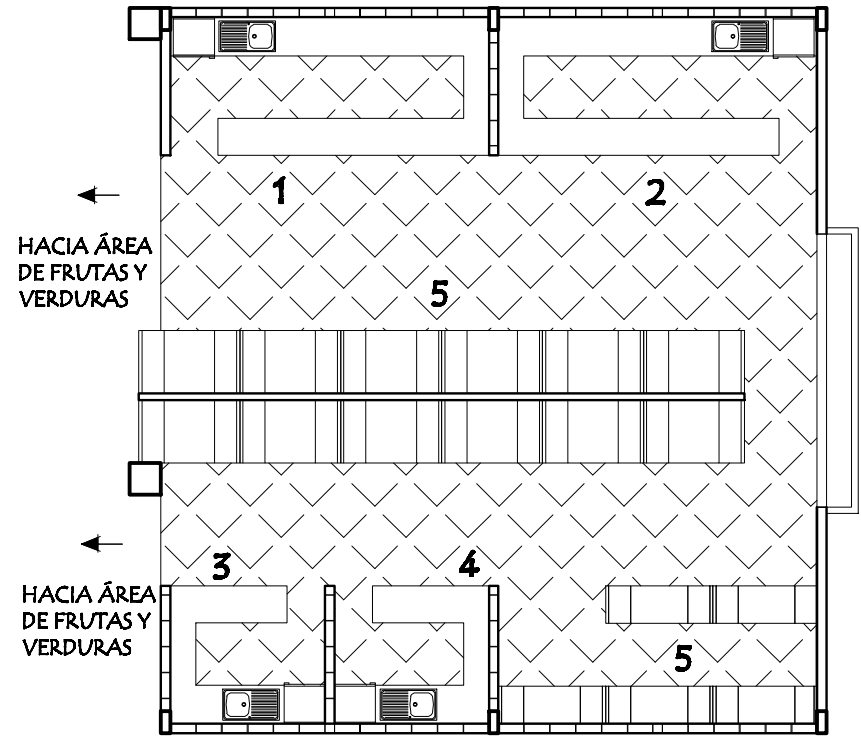 1
2
HACIA ÁREA
DE FRUTAS Y
VERDURAS
5
3
4
HACIA ÁREA
DE FRUTAS Y
VERDURAS
5